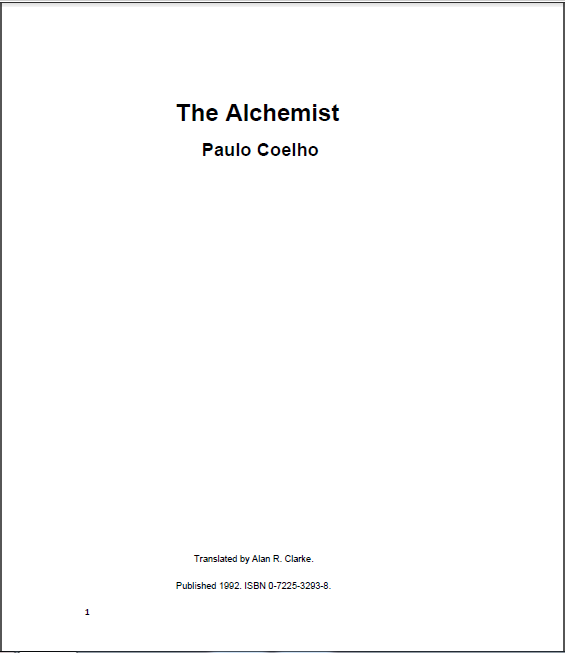 The Alchemist
Paulo Coelho
Translated by Alan R. Clarke.
Published 1992. ISBN 0-7225-3293-8.
1